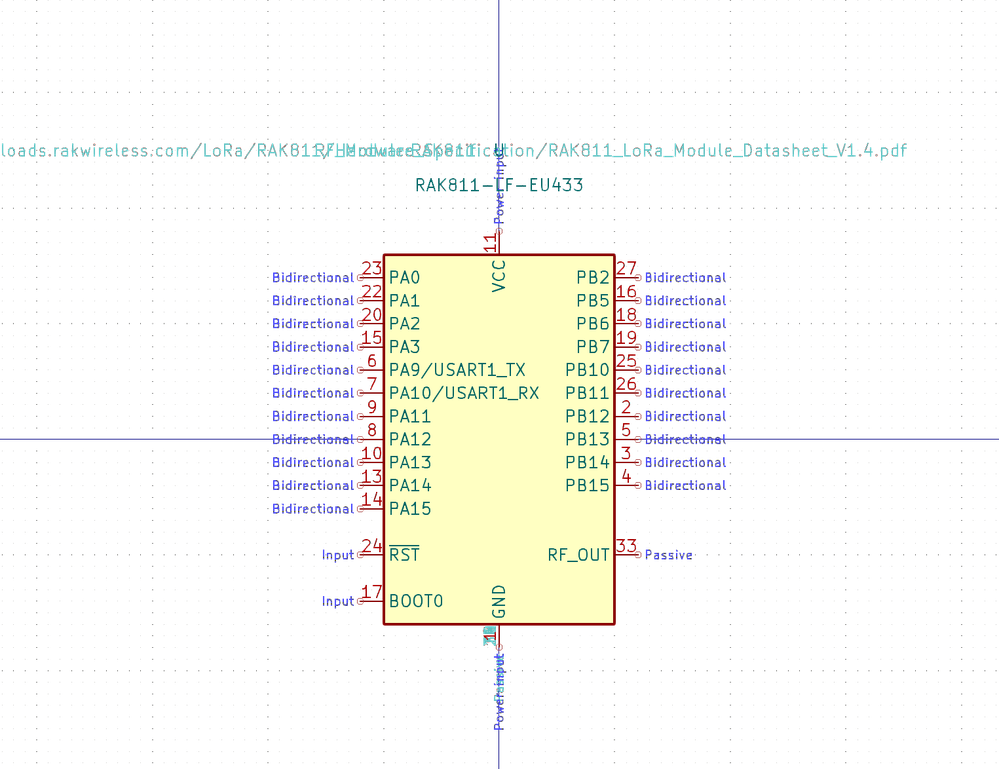 loads.rakwireless.com/LoRa/RAK811/Hardware_Specification/RAK811_LoRa_Module_Datasheet_V1.4.pdf
RF_Module:RAK811
Power input
RAK811-LF-EU433
11
VCC
Bidirectional 23 PA0 PB2 27 Bidirectional
Bidirectional 22 PA1 PB5 16 Bidirectional
Bidirectional 20 PA2 PB6 18 Bidirectional
Bidirectional 15 PA3 PB7 19 Bidirectional
Bidirectional 6 PA9/USART1_TX PB10 25 Bidirectional
Bidirectional 7 PA10/USART1_RX PB11 26 Bidirectional
Bidirectional 9 PA11 PB12 2 Bidirectional
Bidirectional 8 PA12 PB13 5 Bidirectional
Bidirectional 10 PA13 PB14 3 Bidirectional
Bidirectional 13 PA14 PB15 4 Bidirectional
Bidirectional 14 PA15
Input 24 RST RF_OUT 33 Passive
Input 17 BOOT0
GND
1
Power input